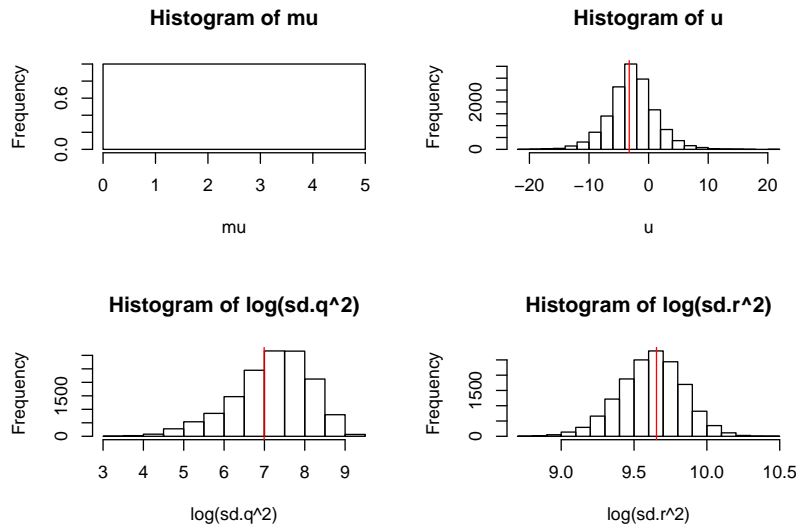 Histogram of mu
Frequency
0.0
0.6
0 1 2 3 4 5
mu
Histogram of u
Frequency
0
2000
−20 −10 0 10 20
u
Histogram of log(sd.q^2)
Frequency
0
1500
3 4 5 6 7 8 9
log(sd.q^2)
Histogram of log(sd.r^2)
Frequency
0
1500
9.0 9.5 10.0 10.5
log(sd.r^2)